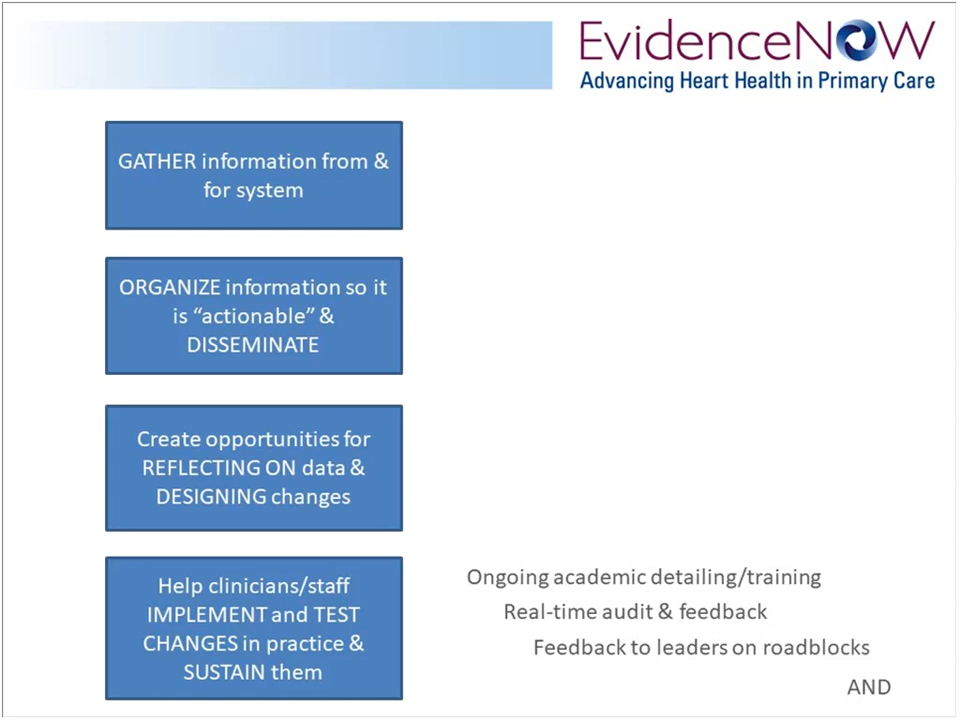 EvidenceNOW
Advancing Heart Health in Primary Care
GATHER information from &
for system
ORGANIZE information so it
is “actionable” &
DISSEMINATE
Create opportunities for
REFLECTING ON data &
DESIGNING changes
Help clinicians/staff
IMPLEMENT and TEST
CHANGES in practice &
SUSTAIN them
Ongoing academic detailing/training
Real-time audit & feedback
Feedback to leaders on roadblocks
AND